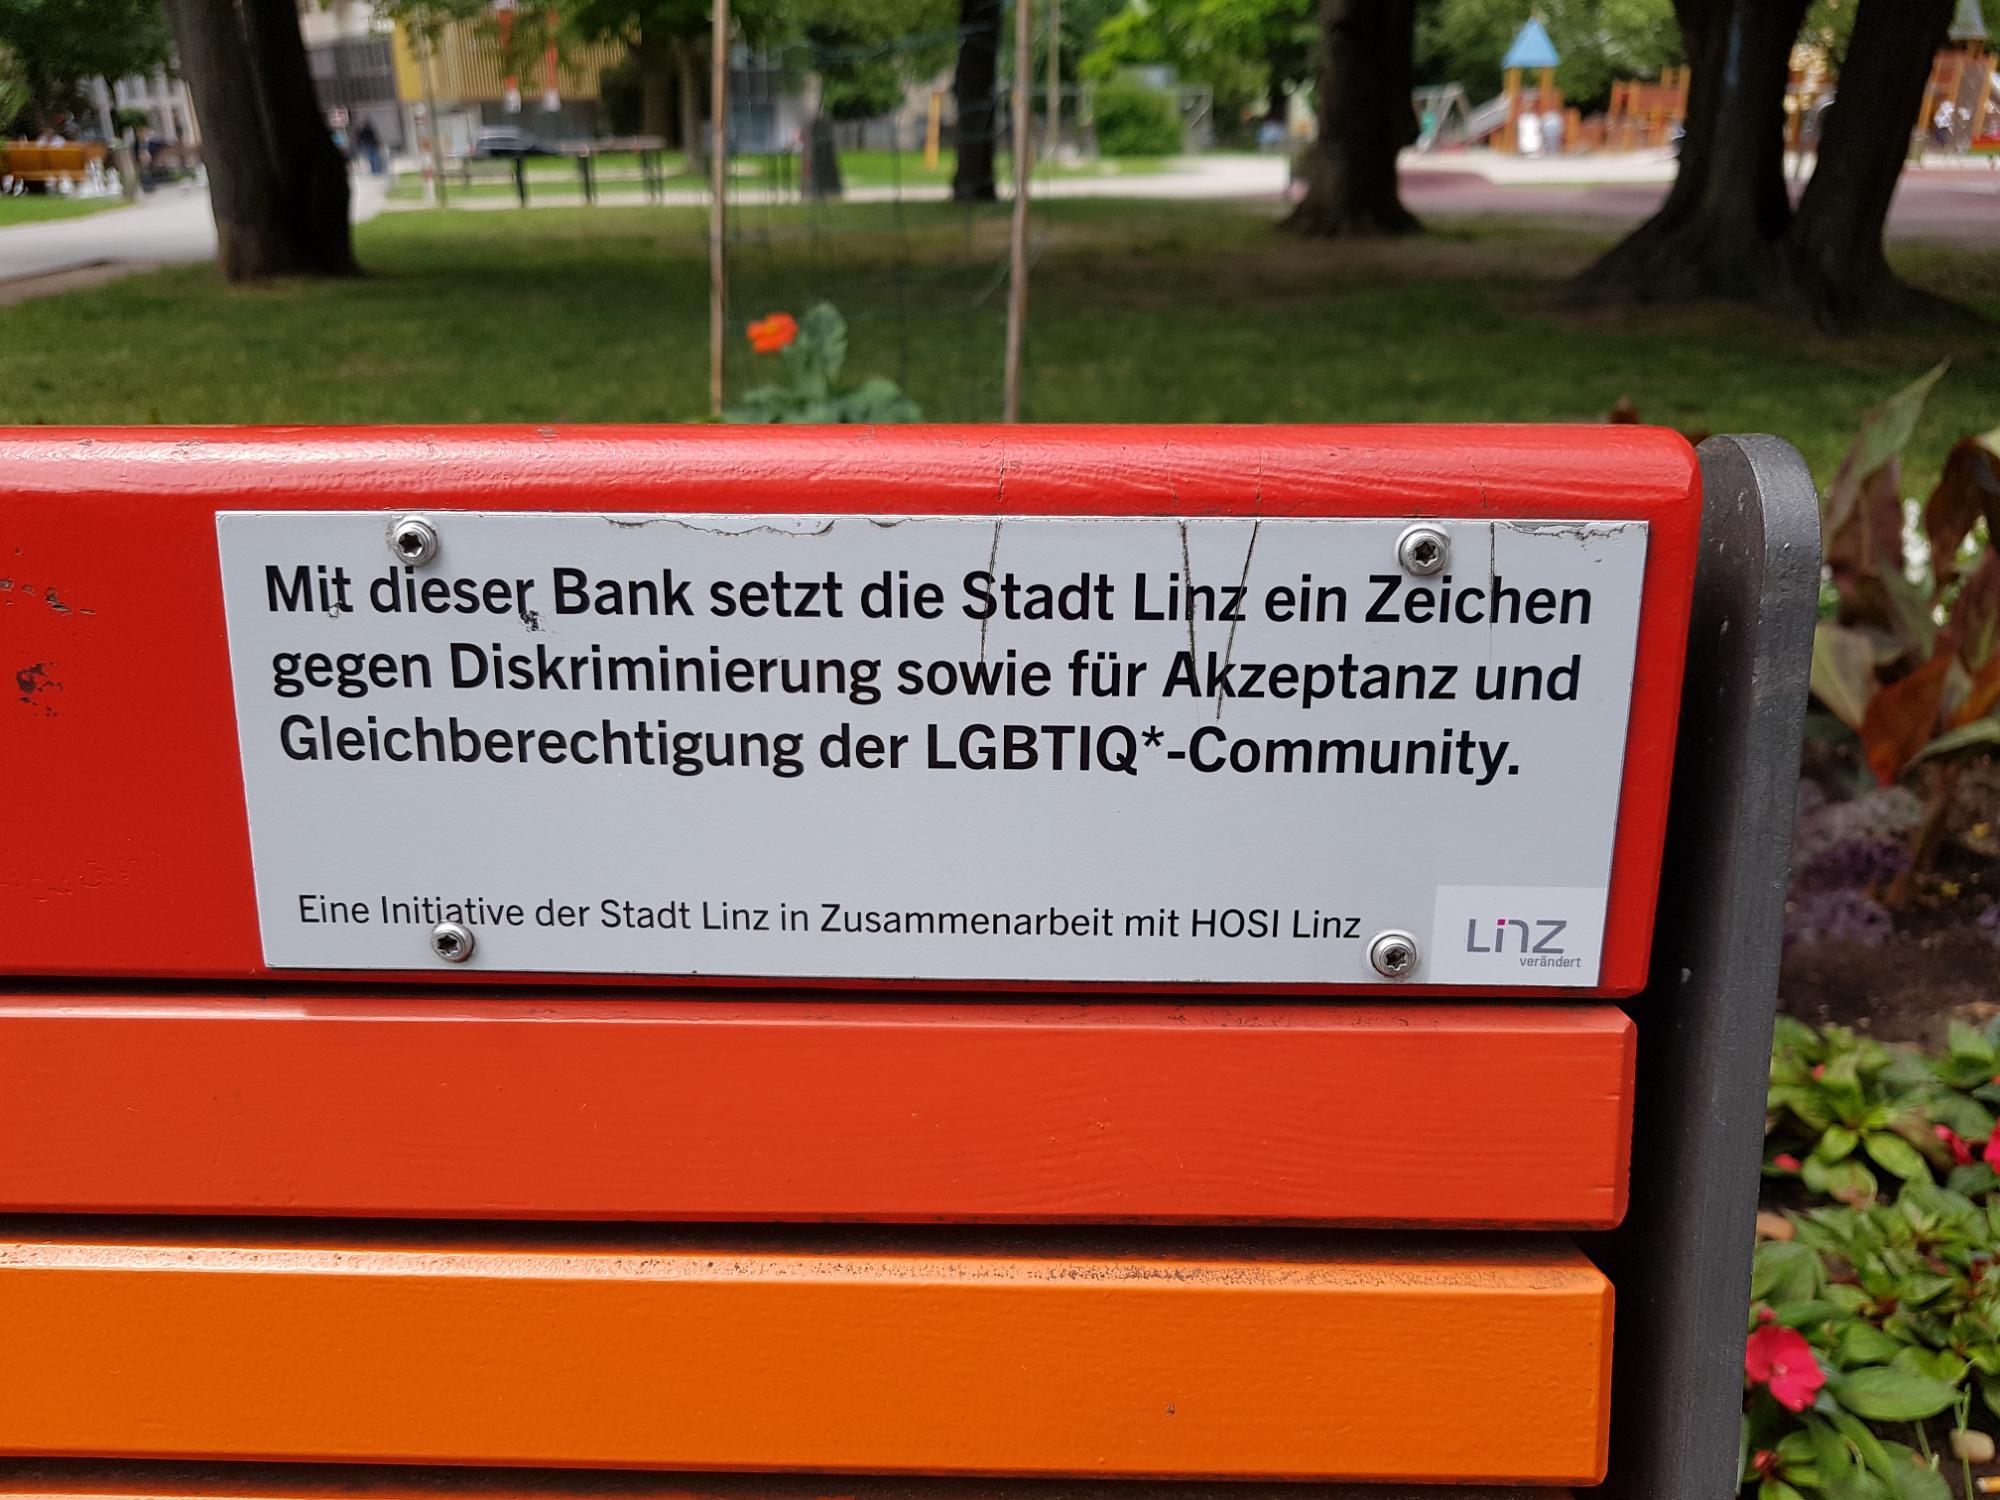 Mit dieser Bank setzt die Stadt Linz ein Zeichen
gegen Diskriminierung sowie für Akzeptanz und
Gleichberechtigung der LGBTIQ*-Community.
Eine Initiative der Stadt Linz in Zusammenarbeit mit HOSI Linz
Linz
verändert